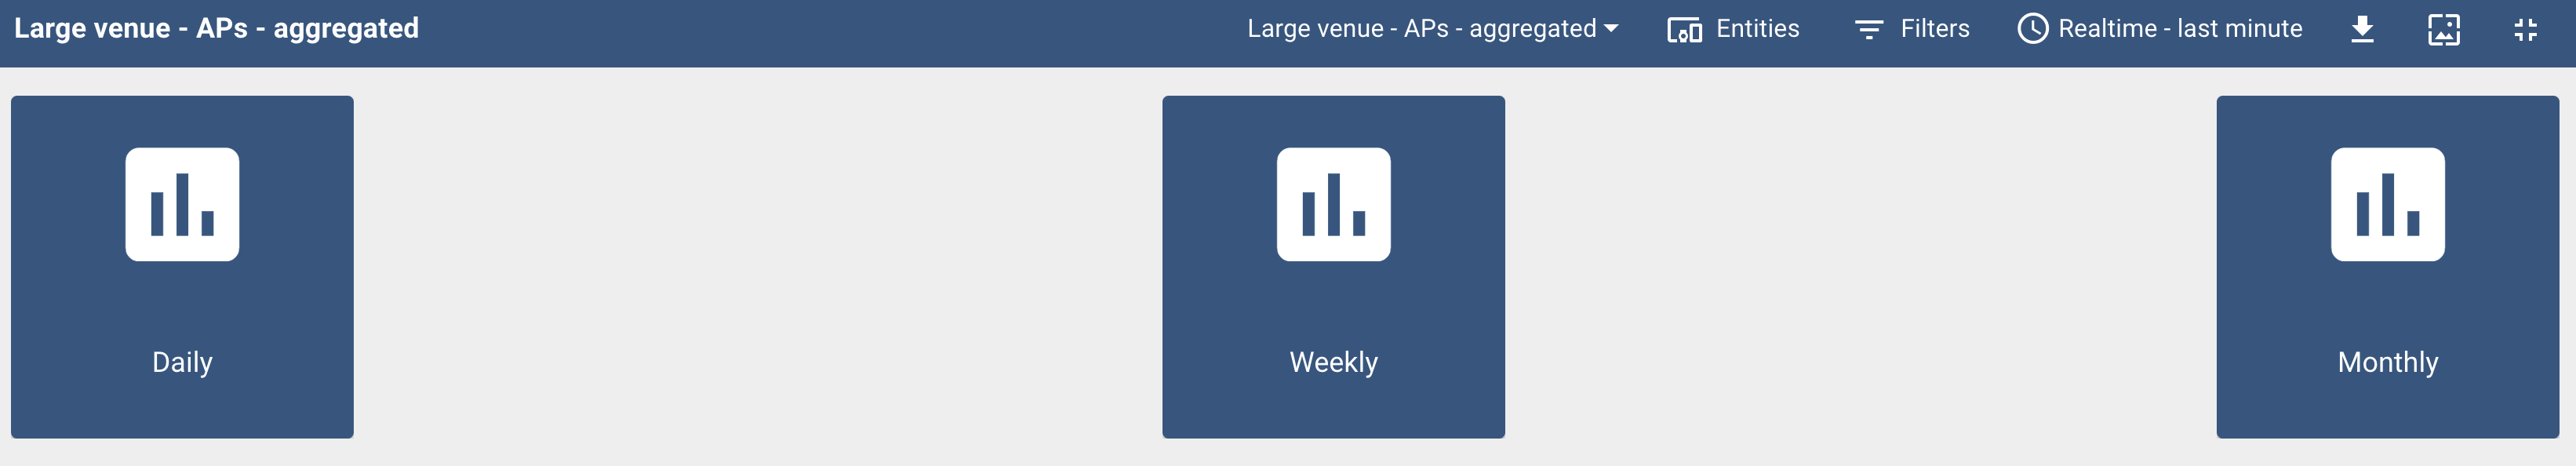 Large venue - APs - aggregated
Large venue - APs - aggregated
Entities
Filters
Realtime - last minute
Daily
Weekly
Monthly